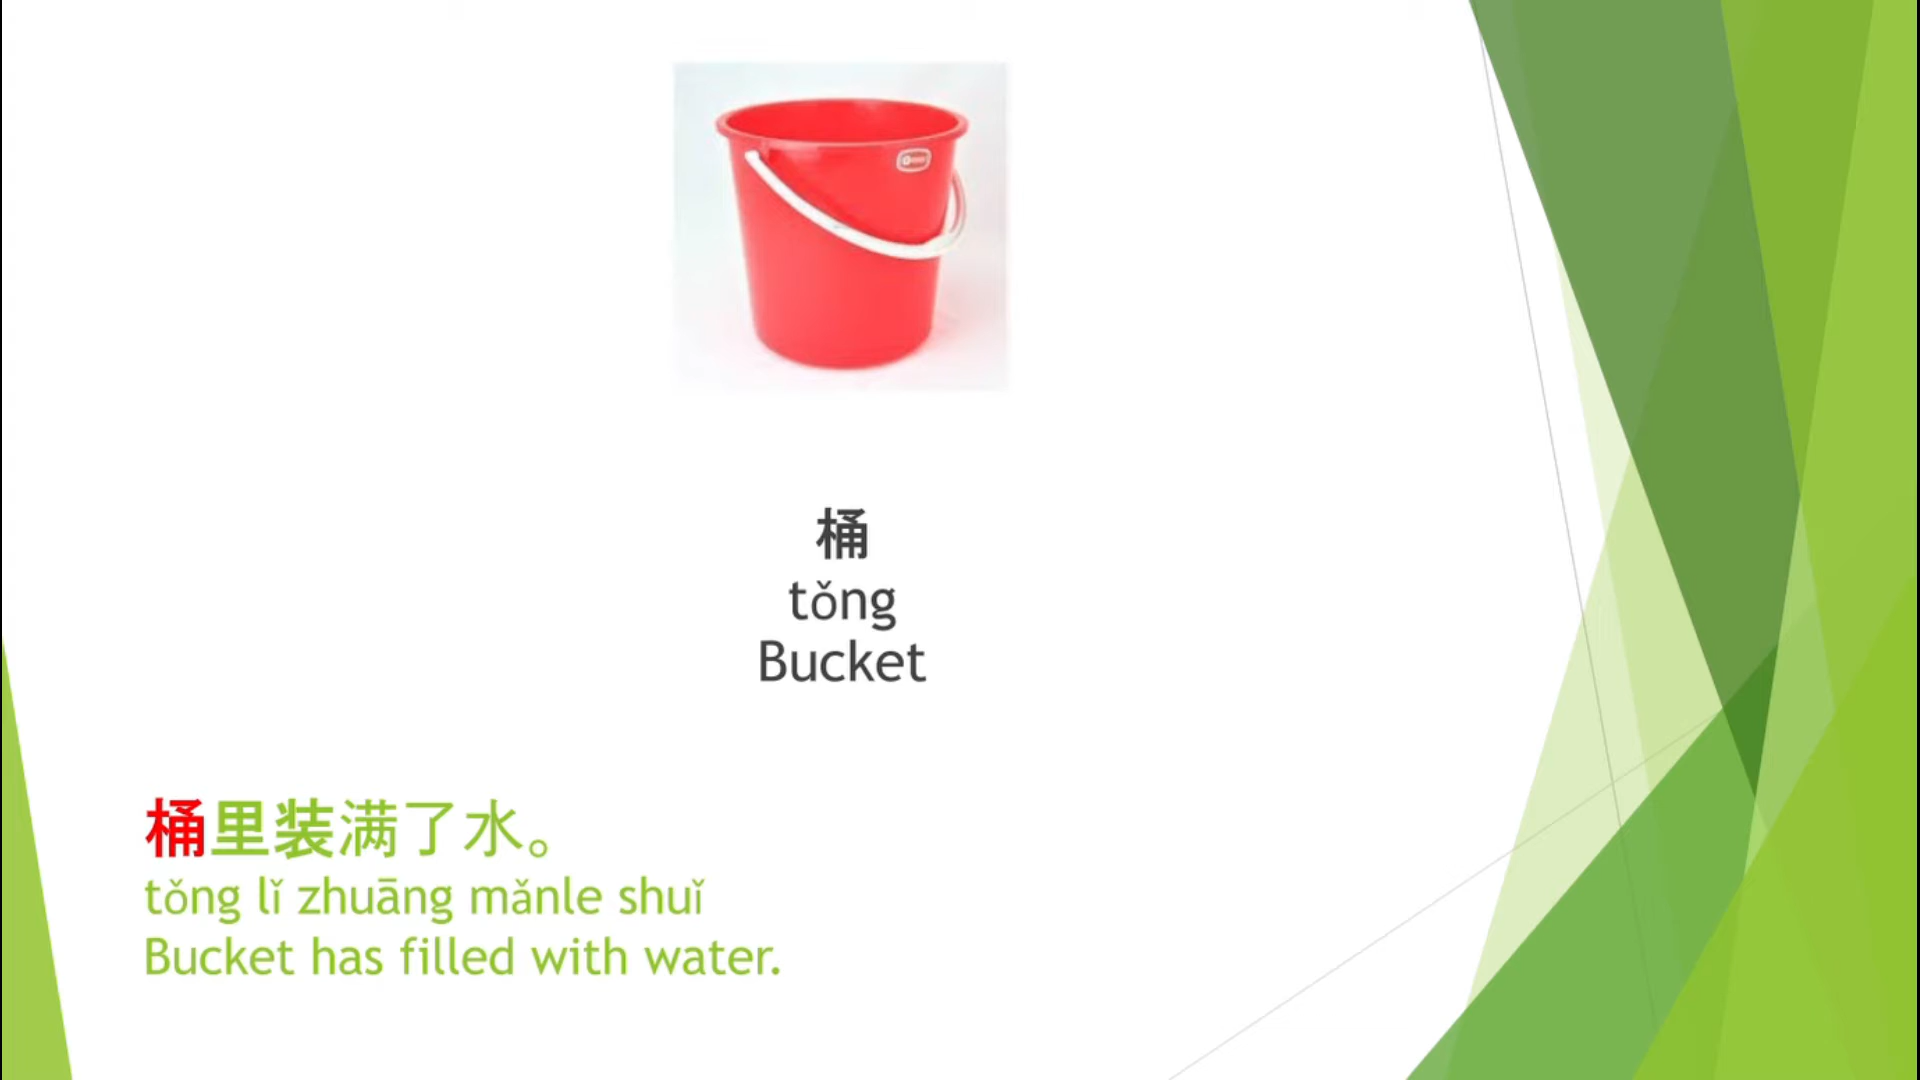 桶
tǒng
Bucket
桶里装满了水。
tǒng lǐ zhuāng mǎnle shuǐ
Bucket has filled with water.